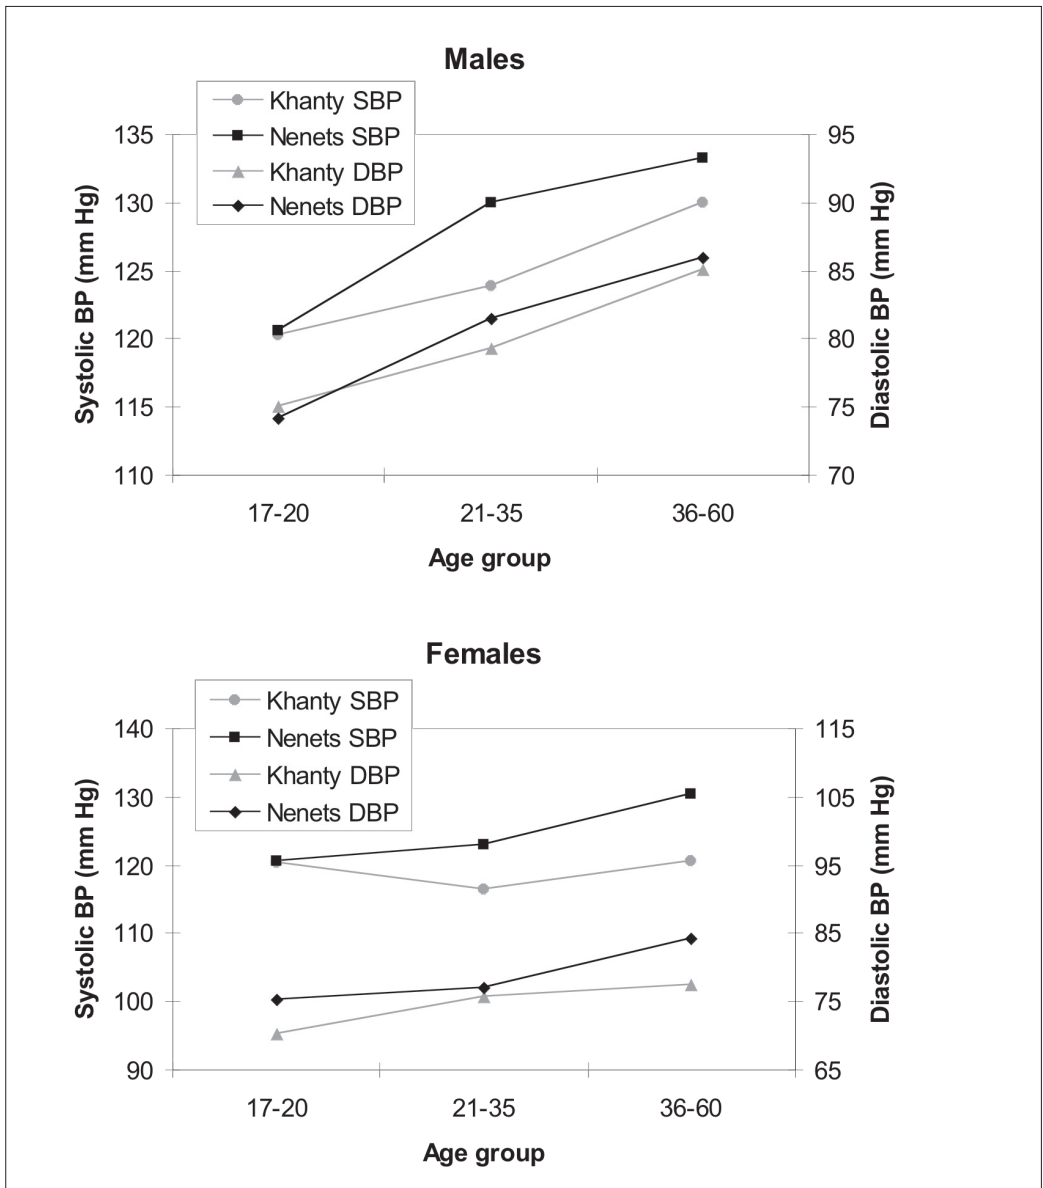 Males
Khanty SBP
Nenets SBP
Khanty DBP
Nenets DBP
135
130
125
120
115
110
Systolic BP (mm Hg)
95
90
85
80
75
70
Diastolic BP (mm Hg)
17-20 21-35 36-60
Age group
Females
Khanty SBP
Nenets SBP
Khanty DBP
Nenets DBP
140
130
120
110
100
90
Systolic BP (mm Hg)
115
105
95
85
75
65
Diastolic BP (mm Hg)
17-20 21-35 36-60
Age group